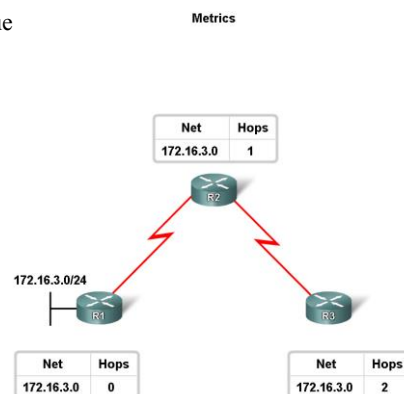 Metrics
Net Hops
172.16.3.0 1
R2
172.16.3.0/24
R1
R3
Net Hops
172.16.3.0 0
Net Hops
172.16.3.0 2